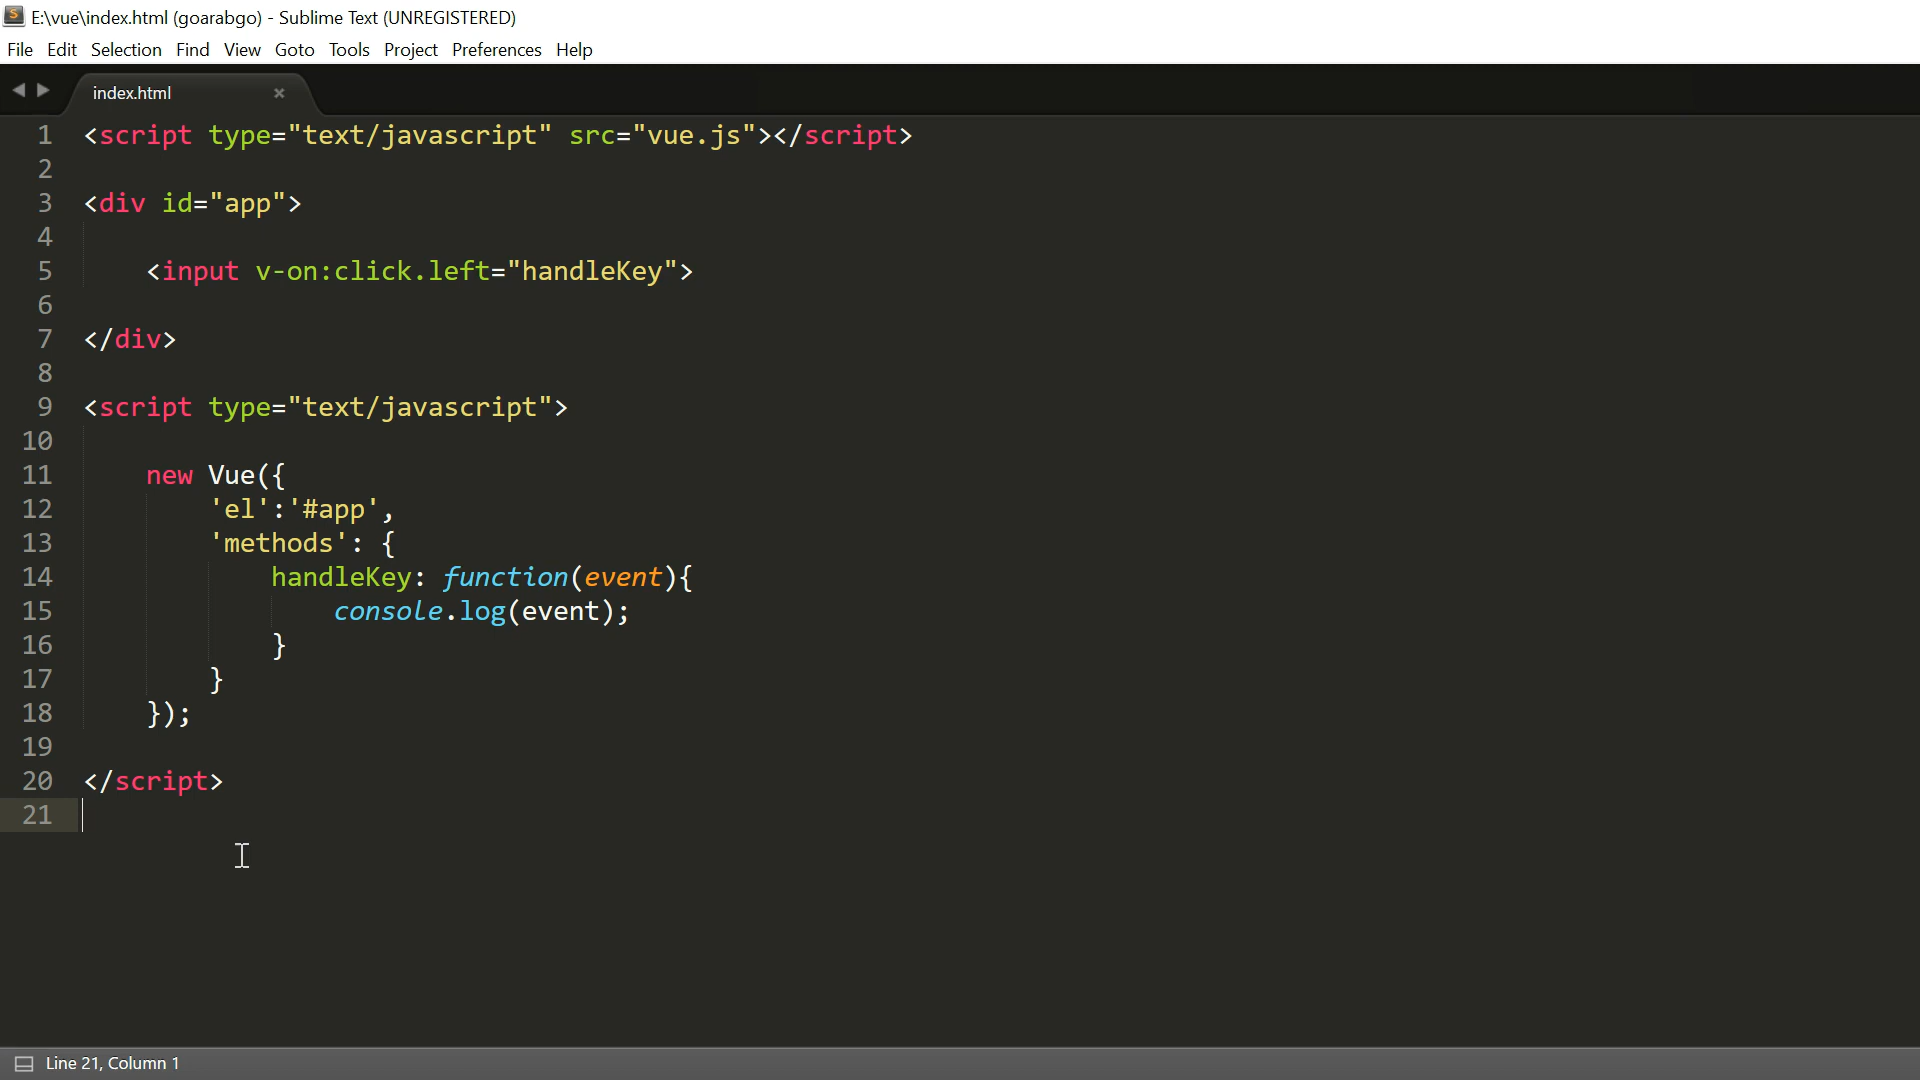 E:\vue\index.html (goarabgo) - Sublime Text (UNREGISTERED)
File Edit Selection Find View Goto Tools Project Preferences Help
index.html
1 <script type="text/javascript" src="vue.js"></script>
2
3 <div id="app">
4
5     <input v-on:click.left="handleKey">
6
7 </div>
8
9 <script type="text/javascript">
10
11     new Vue({
12         'el':'#app',
13         'methods': {
14             handleKey: function(event){
15                 console.log(event);
16             }
17         }
18     });
19
20 </script>
21
Line 21, Column 1